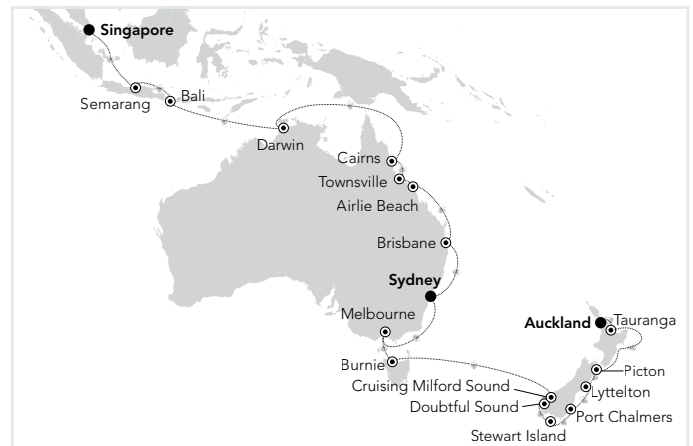 Singapore
Semarang
Bali
Darwin
Cairns
Townsville
Airlie Beach
Brisbane
Sydney
Melbourne
Auckland
Tauranga
Burnie
Picton
Cruising Milford Sound
Lyttelton
Doubtful Sound
Port Chalmers
Stewart Island